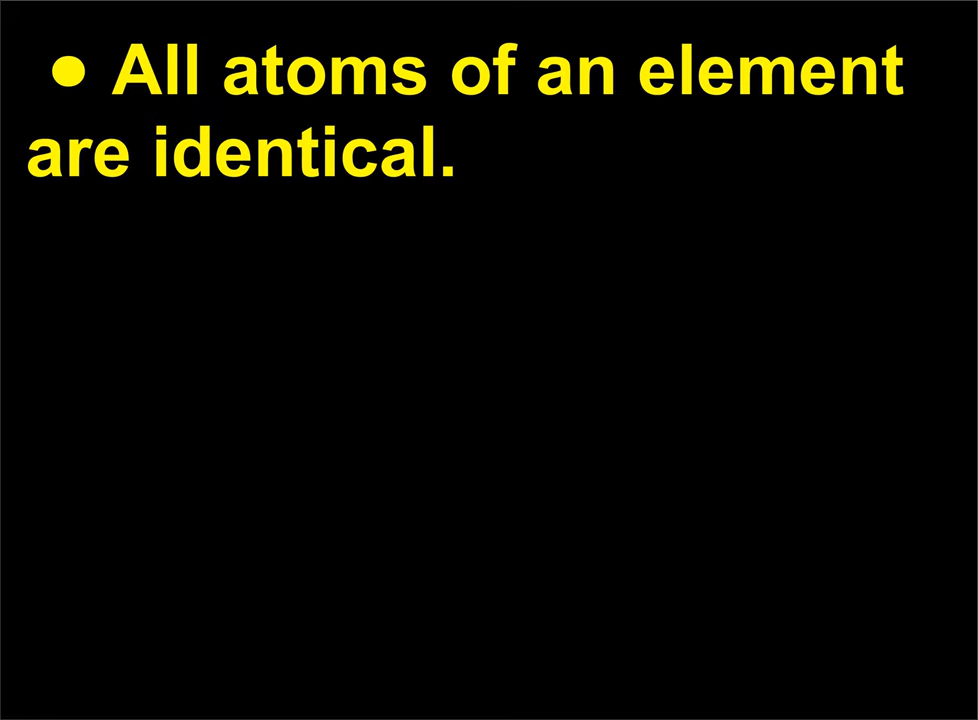 ● All atoms of an element
are identical.